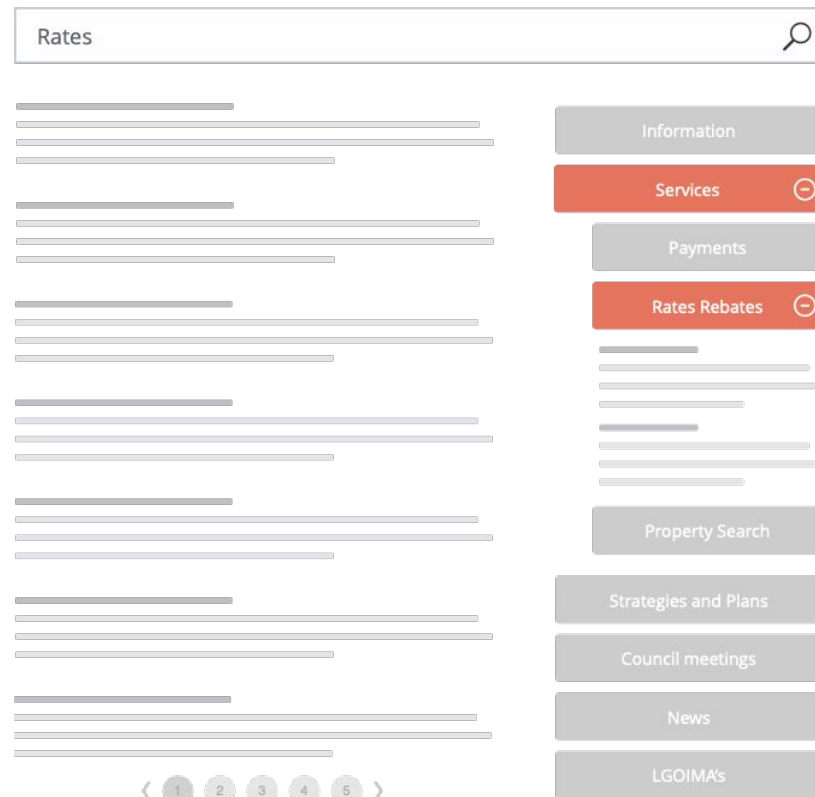 Rates
Information
Services
Payments
Rates Rebates
Property Search
Strategies and Plans
Council meetings
News
LGOIMA's
1 2 3 4 5